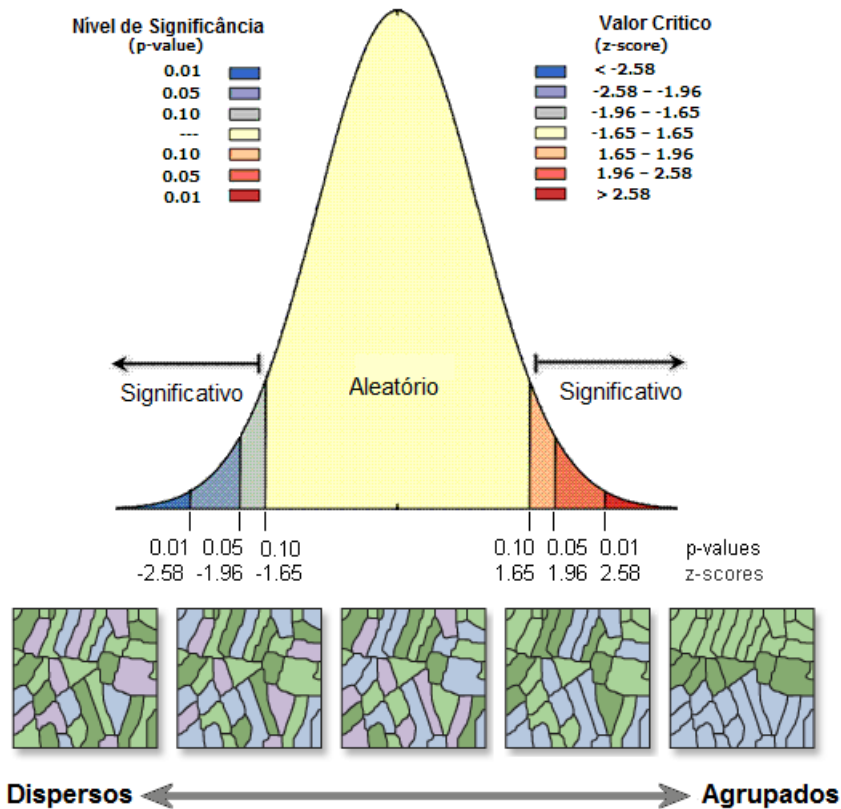 Nível de Significância
(p-value)
0.01
0.05
0.10
---
0.10
0.05
0.01
Valor Critico
(z-score)
< -2.58
-2.58 – -1.96
-1.96 – -1.65
-1.65 – 1.65
1.65 – 1.96
1.96 – 2.58
> 2.58
Significativo
Aleatório
Significativo
0.01 0.05 0.10 0.10 0.05 0.01 p-values
-2.58 -1.96 -1.65 1.65 1.96 2.58 z-scores
Dispersos Agrupados